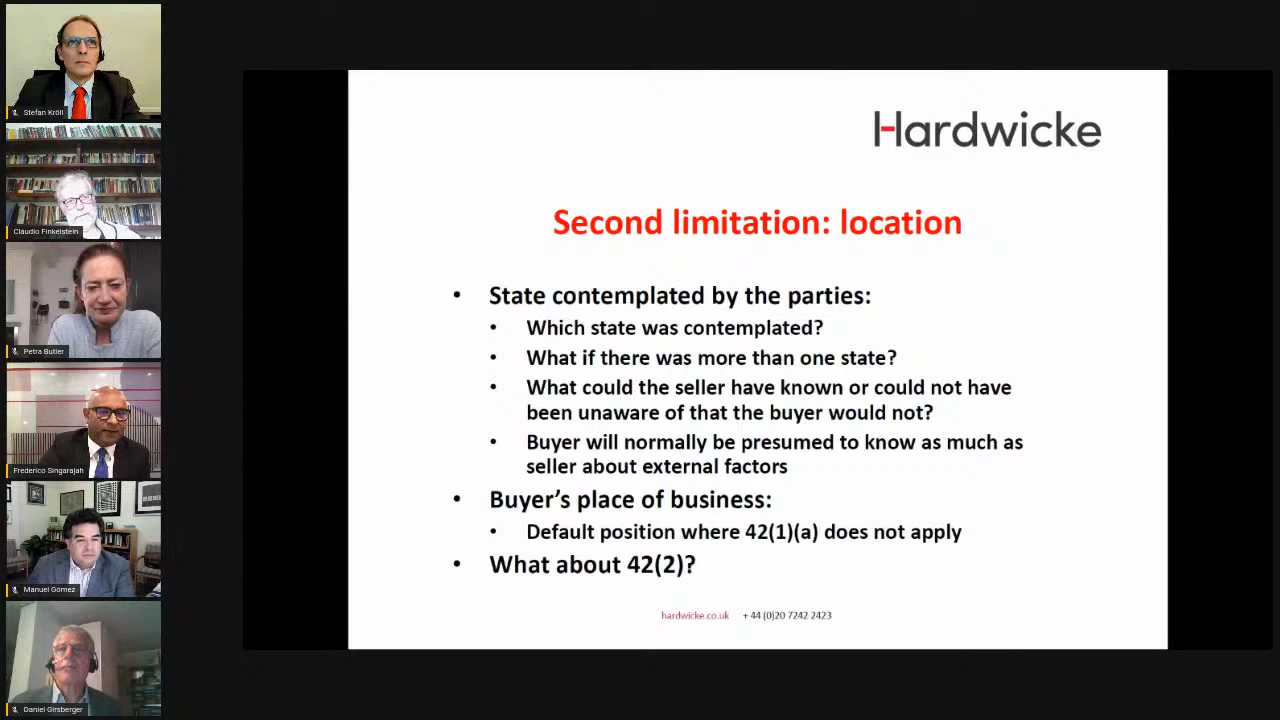 Stefan Kröll
Claudio Finkelstein
Petra Butler
Frederico Singarajah
Manuel Gómez
Daniel Girsberger
Hardwicke
Second limitation: location
• State contemplated by the parties:
• Which state was contemplated?
• What if there was more than one state?
• What could the seller have known or could not have
been unaware of that the buyer would not?
• Buyer will normally be presumed to know as much as
seller about external factors
• Buyer’s place of business:
• Default position where 42(1)(a) does not apply
• What about 42(2)?
hardwicke.co.uk + 44 (0)20 7242 2423